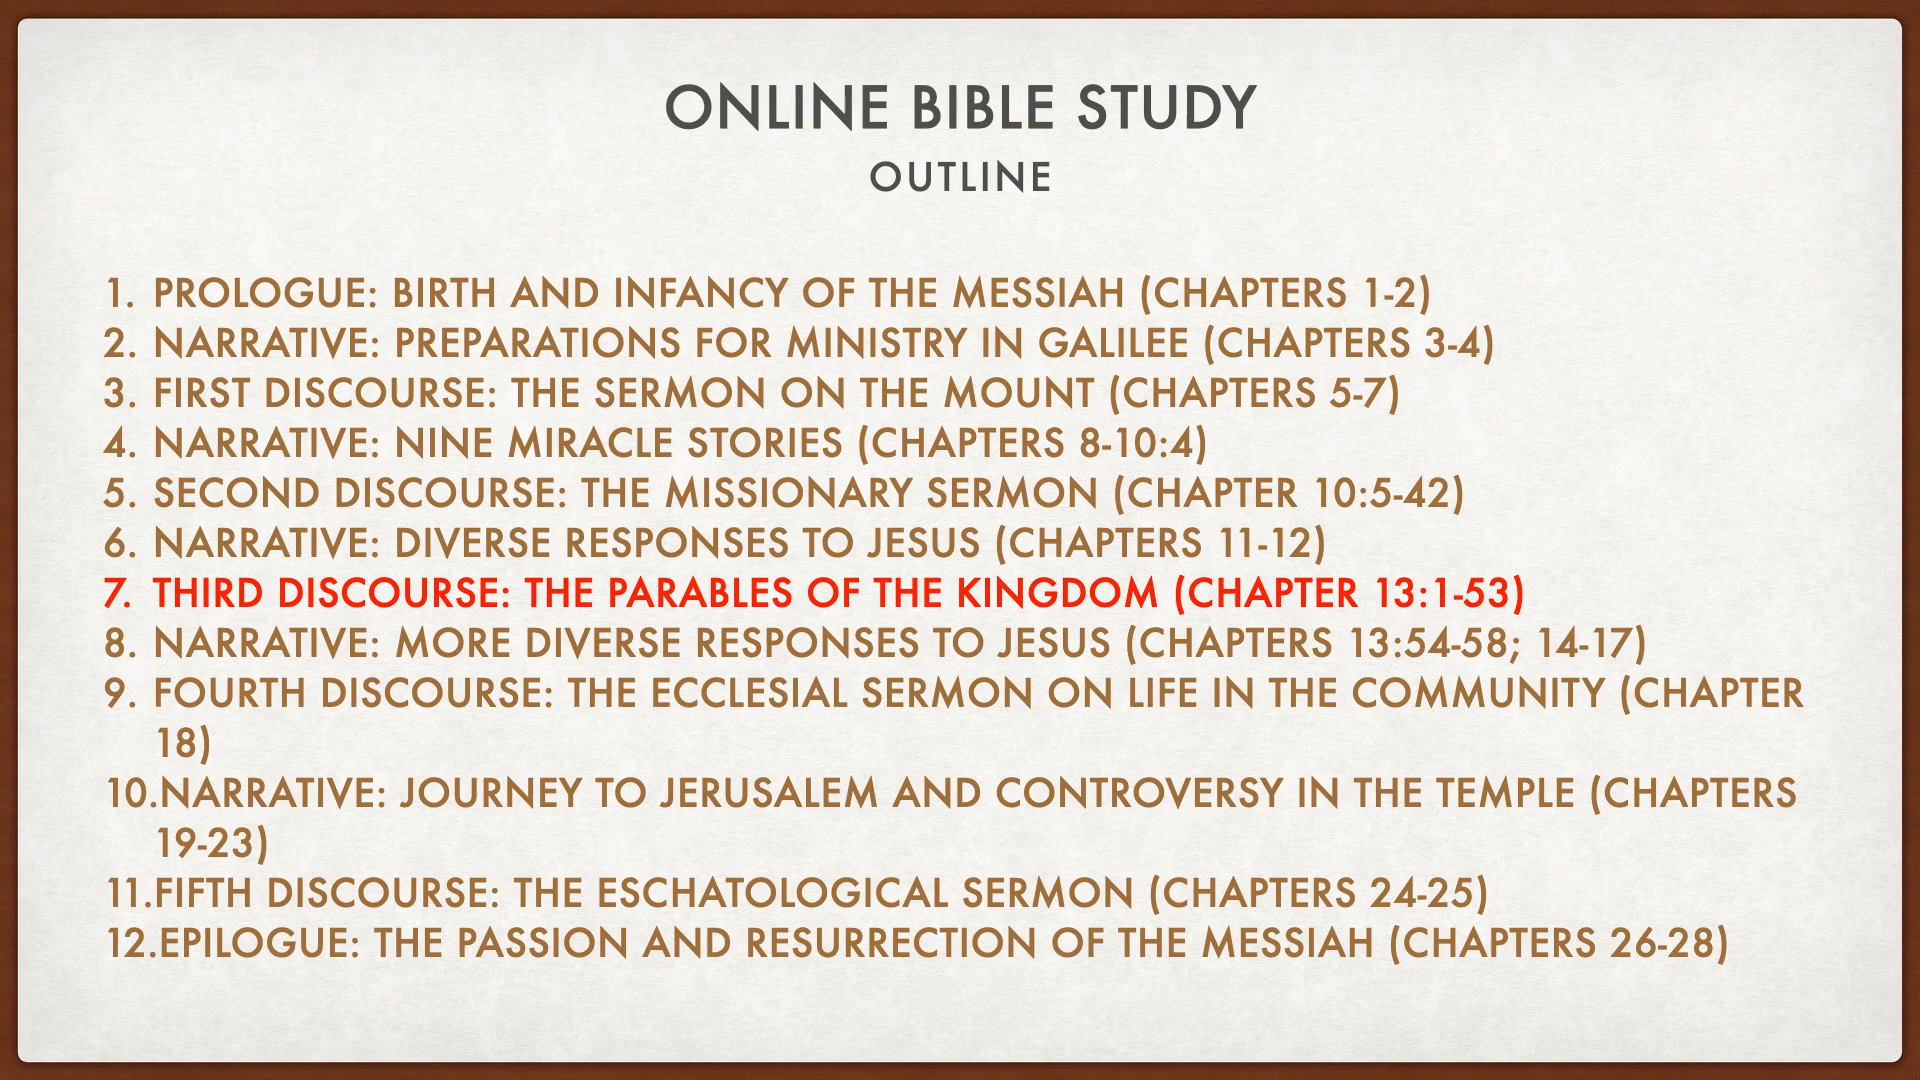 ONLINE BIBLE STUDY
OUTLINE
1. PROLOGUE: BIRTH AND INFANCY OF THE MESSIAH (CHAPTERS 1-2)
2. NARRATIVE: PREPARATIONS FOR MINISTRY IN GALILEE (CHAPTERS 3-4)
3. FIRST DISCOURSE: THE SERMON ON THE MOUNT (CHAPTERS 5-7)
4. NARRATIVE: NINE MIRACLE STORIES (CHAPTERS 8-10:4)
5. SECOND DISCOURSE: THE MISSIONARY SERMON (CHAPTER 10:5-42)
6. NARRATIVE: DIVERSE RESPONSES TO JESUS (CHAPTERS 11-12)
7. THIRD DISCOURSE: THE PARABLES OF THE KINGDOM (CHAPTER 13:1-53)
8. NARRATIVE: MORE DIVERSE RESPONSES TO JESUS (CHAPTERS 13:54-58; 14-17)
9. FOURTH DISCOURSE: THE ECCLESIAL SERMON ON LIFE IN THE COMMUNITY (CHAPTER
18)
10.NARRATIVE: JOURNEY TO JERUSALEM AND CONTROVERSY IN THE TEMPLE (CHAPTERS
19-23)
11.FIFTH DISCOURSE: THE ESCHATOLOGICAL SERMON (CHAPTERS 24-25)
12.EPILOGUE: THE PASSION AND RESURRECTION OF THE MESSIAH (CHAPTERS 26-28)